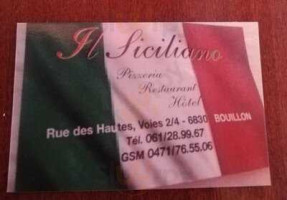 Il Siciliano
Pizzeria
Restaurant
Hôtel
Rue des Hautes, Voies 2/4 - 6830 BOUILLON
Tél. 061/28.99.67
GSM 0471/76.55.06